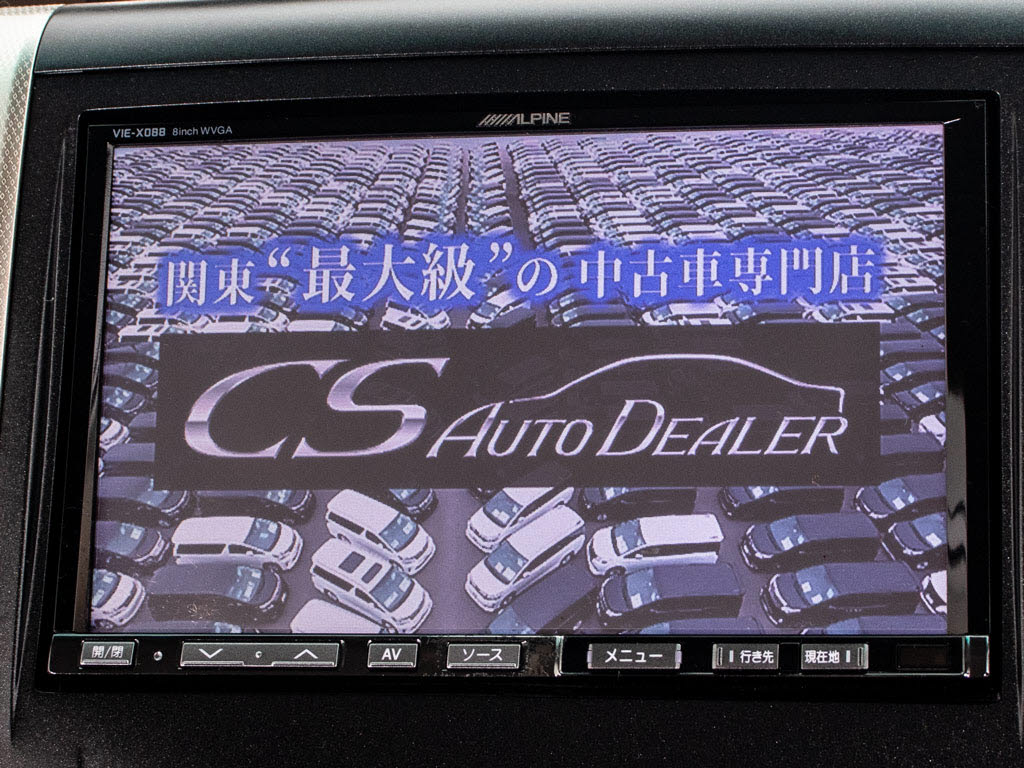 ALPINE
VIE-X088 8inch WVGA
関東“最大級”の 中古車専門店
CS AUTO DEALER
開/閉 AV ソース メニュー 行き先 現在地